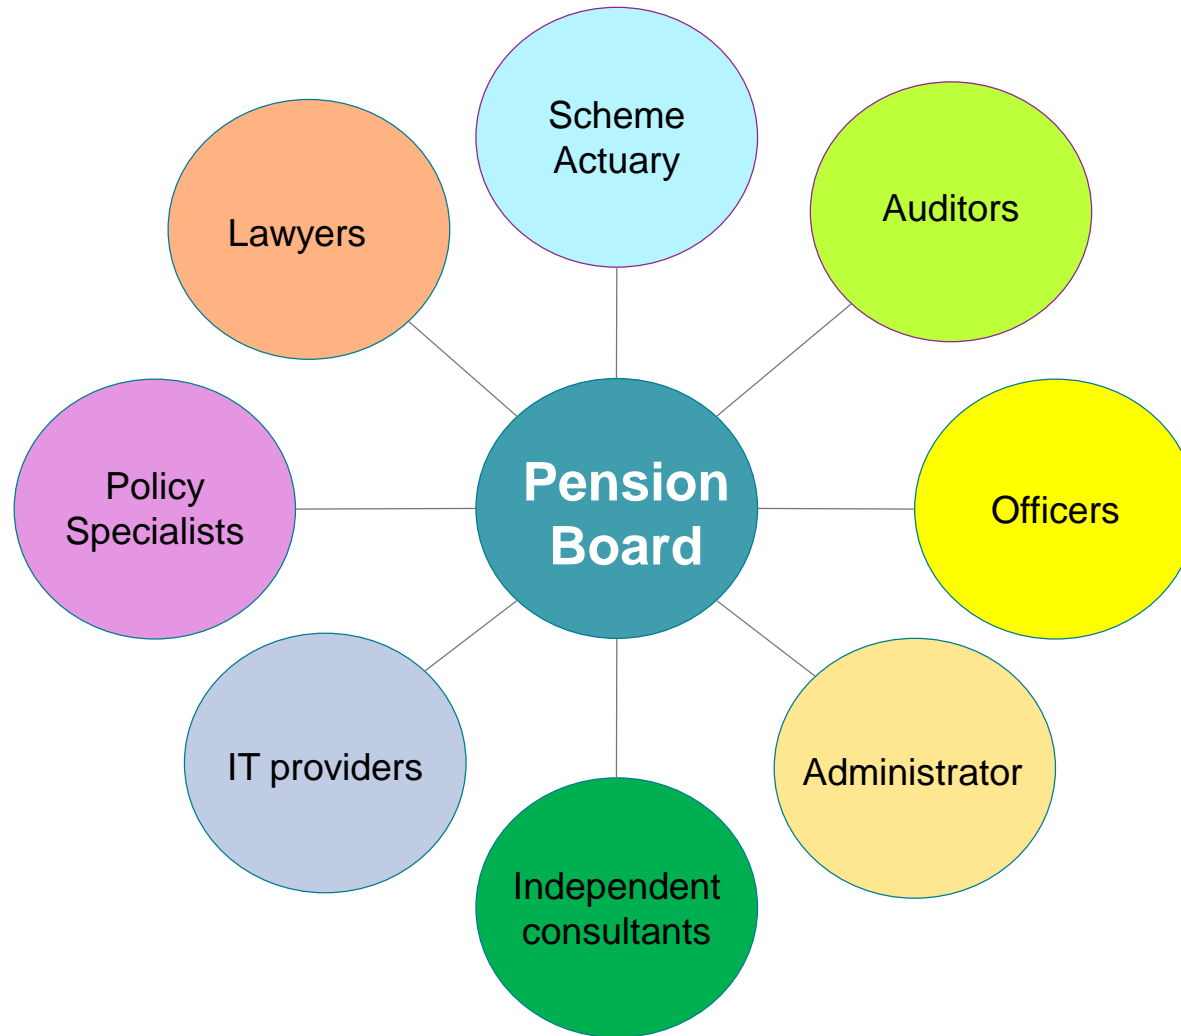 Scheme
Actuary
Auditors
Lawyers
Pension
Board
Policy
Specialists
Officers
IT providers
Administrator
Independent
consultants